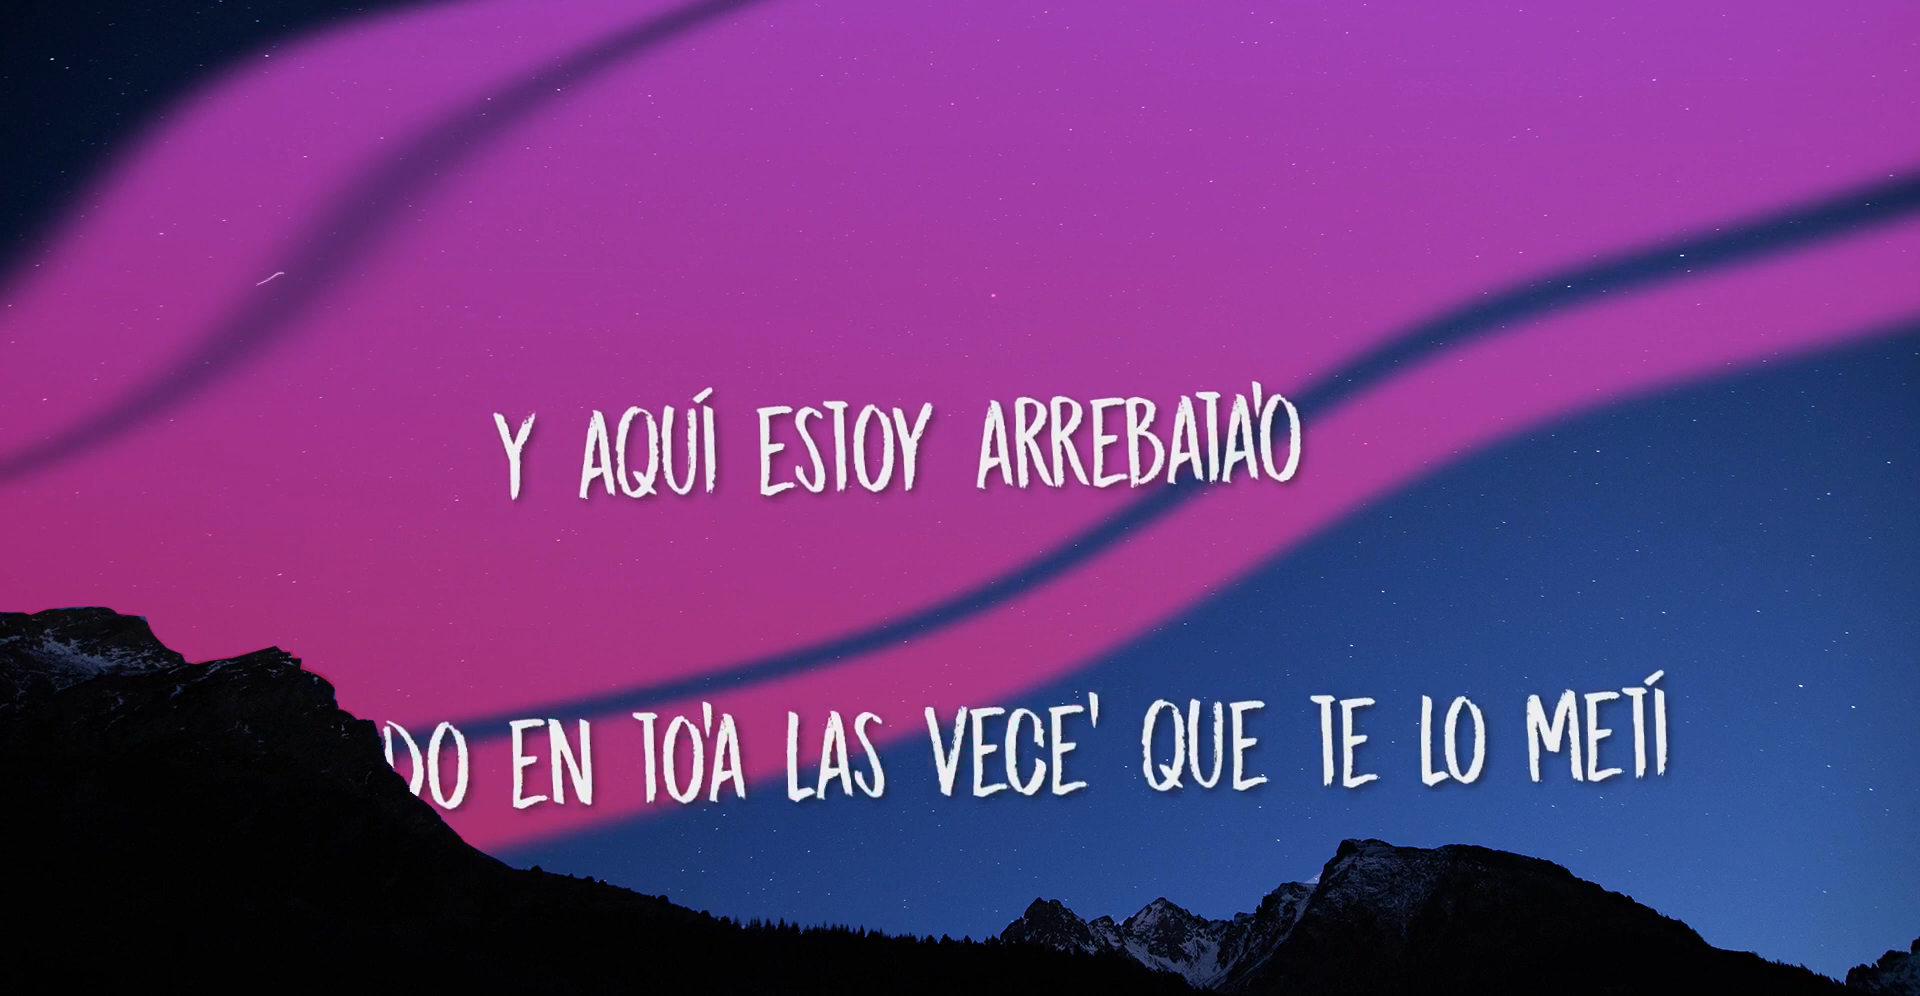 Y AQUÍ ESTOY ARREBATA'O
DO EN TO'A LAS VECE' QUE TE LO METÍ